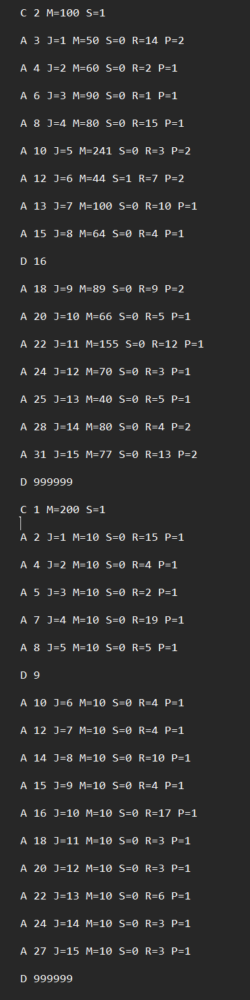 C 2 M=100 S=1
A 3 J=1 M=50 S=0 R=14 P=2
A 4 J=2 M=60 S=0 R=2 P=1
A 6 J=3 M=90 S=0 R=1 P=1
A 8 J=4 M=80 S=0 R=15 P=1
A 10 J=5 M=241 S=0 R=3 P=2
A 12 J=6 M=44 S=1 R=7 P=2
A 13 J=7 M=100 S=0 R=10 P=1
A 15 J=8 M=64 S=0 R=4 P=1
D 16
A 18 J=9 M=89 S=0 R=9 P=2
A 20 J=10 M=66 S=0 R=5 P=1
A 22 J=11 M=155 S=0 R=12 P=1
A 24 J=12 M=70 S=0 R=3 P=1
A 25 J=13 M=40 S=0 R=5 P=1
A 28 J=14 M=80 S=0 R=4 P=2
A 31 J=15 M=77 S=0 R=13 P=2
D 999999
C 1 M=200 S=1
A 2 J=1 M=10 S=0 R=15 P=1
A 4 J=2 M=10 S=0 R=4 P=1
A 5 J=3 M=10 S=0 R=2 P=1
A 7 J=4 M=10 S=0 R=19 P=1
A 8 J=5 M=10 S=0 R=5 P=1
D 9
A 10 J=6 M=10 S=0 R=4 P=1
A 12 J=7 M=10 S=0 R=4 P=1
A 14 J=8 M=10 S=0 R=10 P=1
A 15 J=9 M=10 S=0 R=4 P=1
A 16 J=10 M=10 S=0 R=17 P=1
A 18 J=11 M=10 S=0 R=3 P=1
A 20 J=12 M=10 S=0 R=3 P=1
A 22 J=13 M=10 S=0 R=6 P=1
A 24 J=14 M=10 S=0 R=3 P=1
A 27 J=15 M=10 S=0 R=3 P=1
D 999999